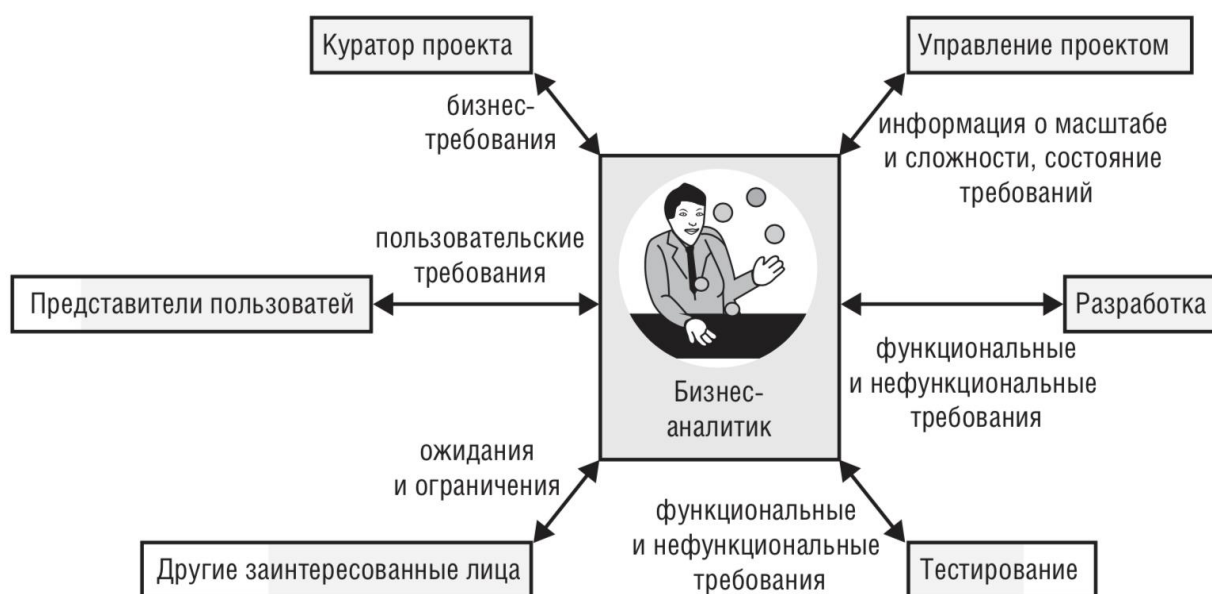 Куратор проекта
Управление проектом
бизнес-
требования
информация о масштабе
и сложности, состояние
требований
пользовательские
требования
Представители пользоватей
Разработка
функциональные
и нефункциональные
требования
Бизнес-
аналитик
ожидания
и ограничения
функциональные
и нефункциональные
требования
Другие заинтересованные лица
Тестирование